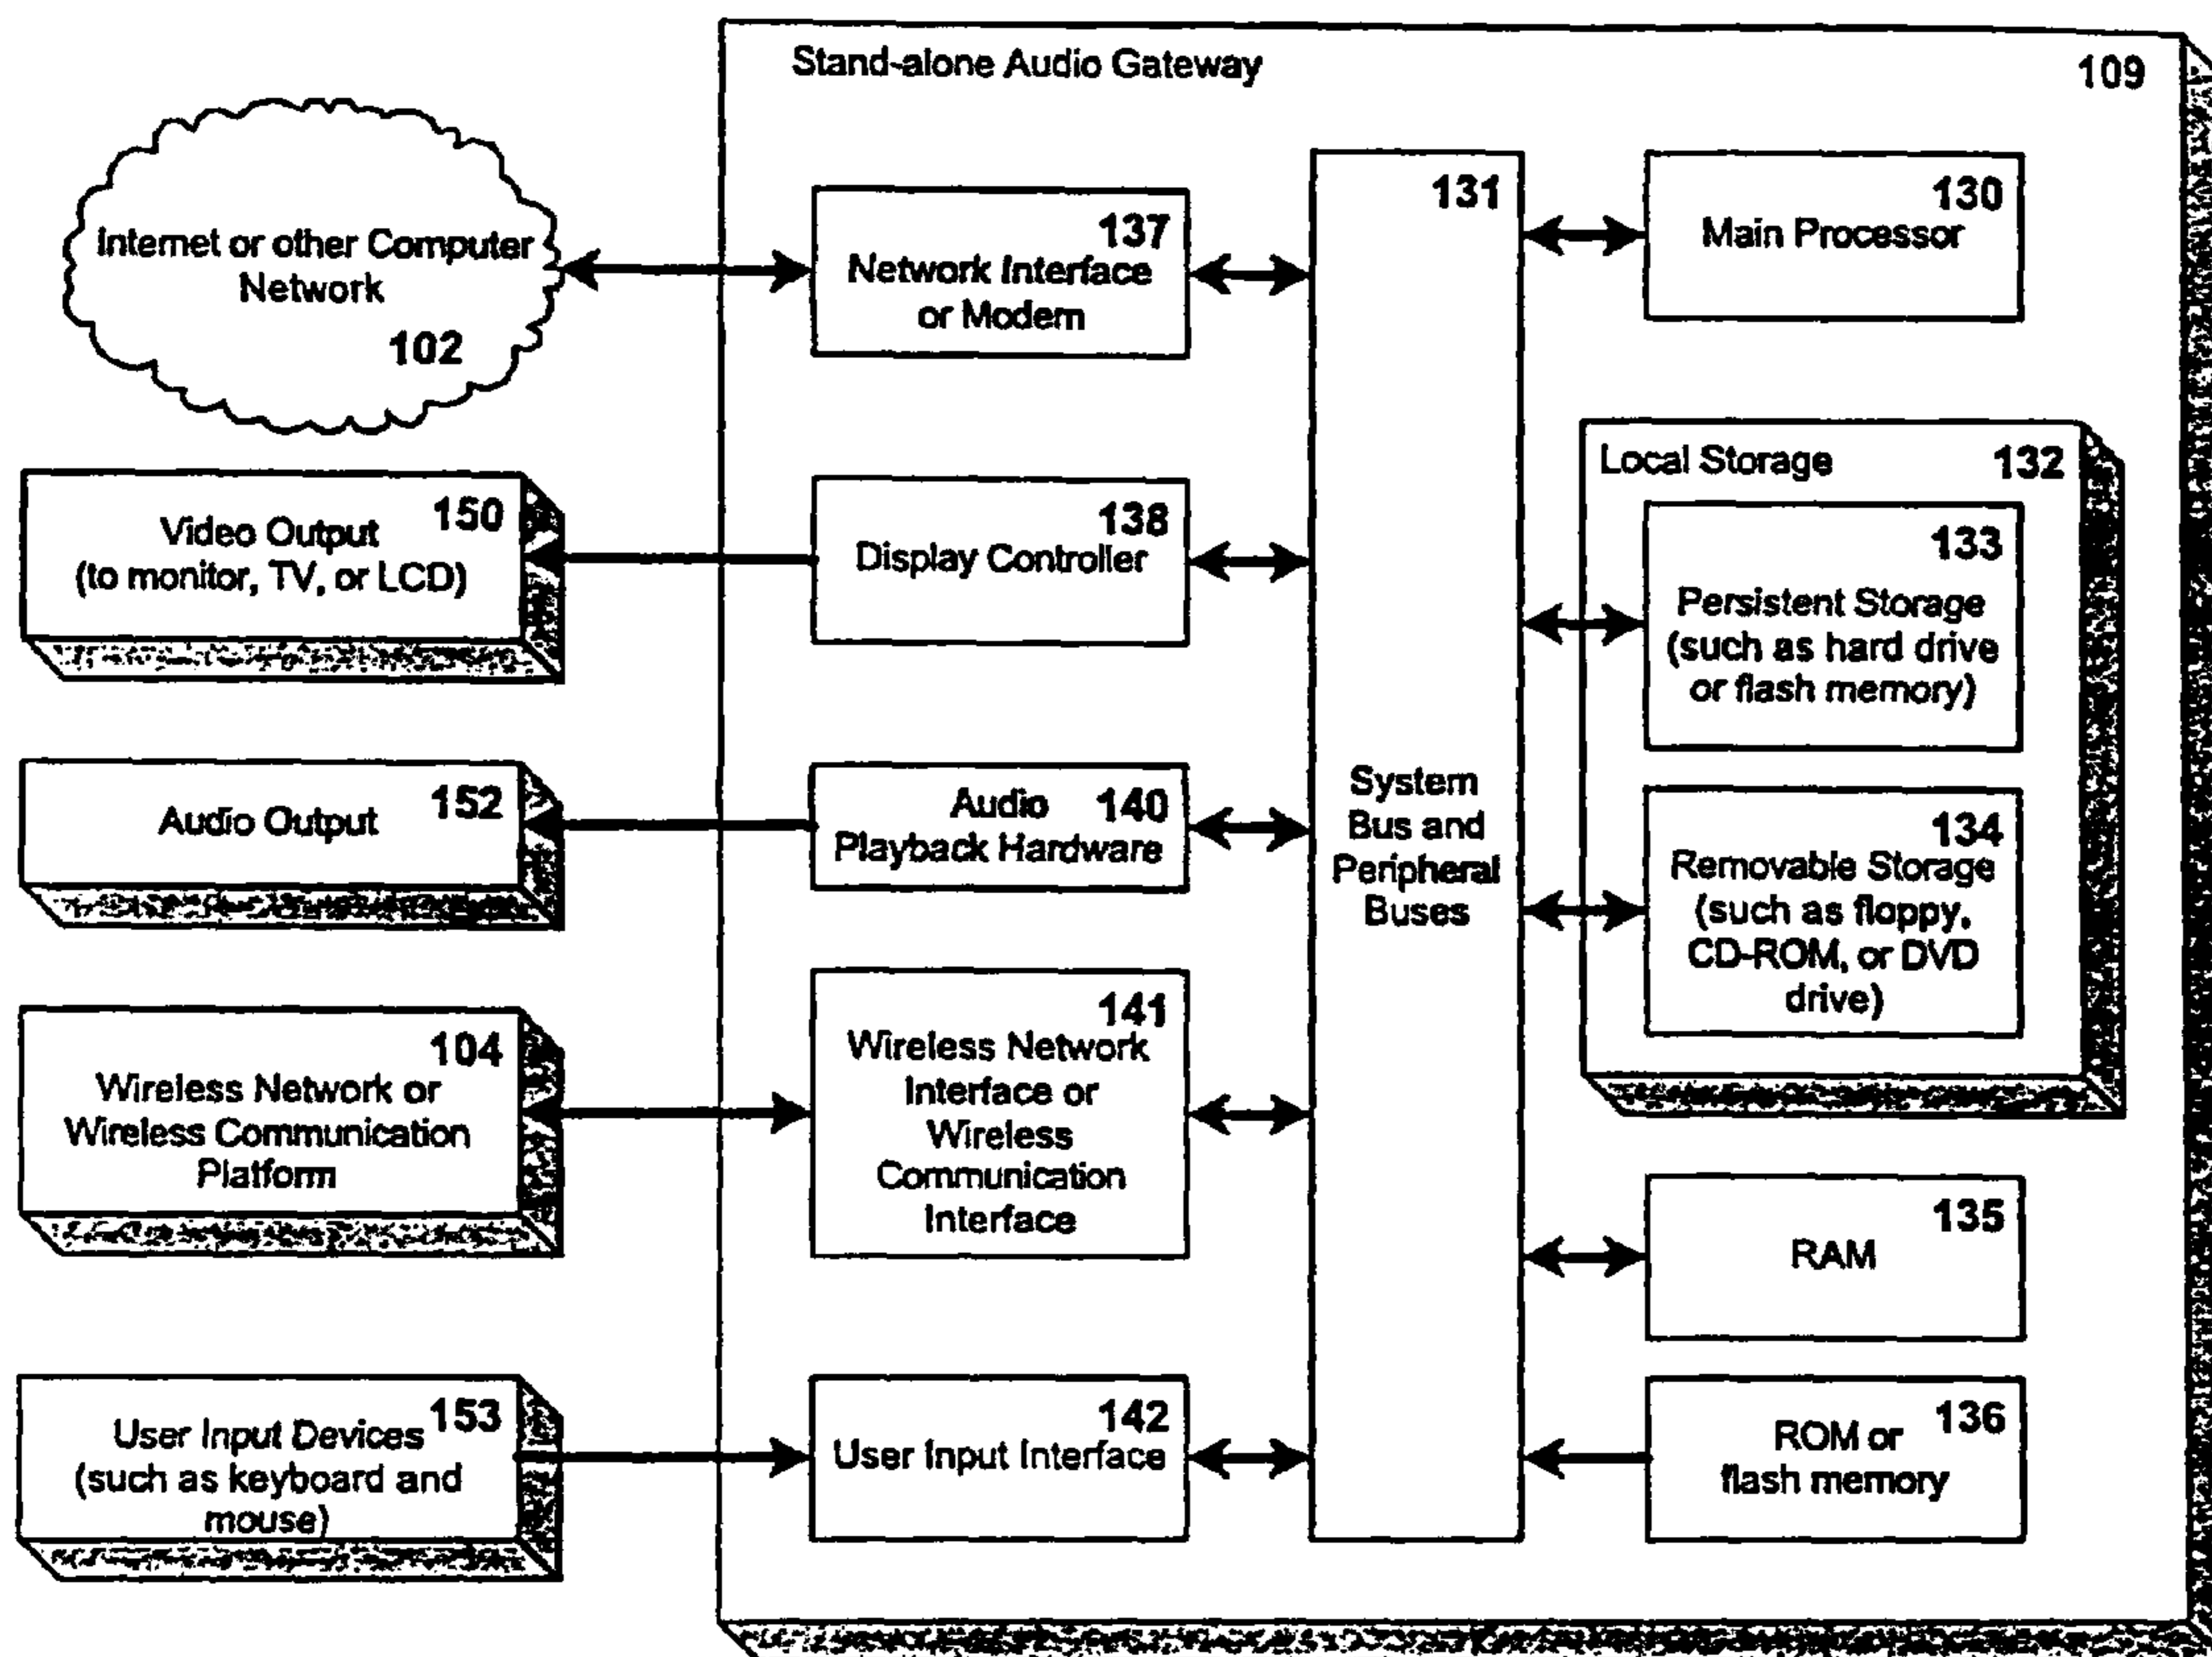 Stand-alone Audio Gateway
109
Internet or other Computer
Network
102
137
Network Interface
or Modem
131
System
Bus and
Peripheral
Buses
130
Main Processor
150
Video Output
(to monitor, TV, or LCD)
138
Display Controller
Local Storage
132
133
Persistent Storage
(such as hard drive
or flash memory)
134
Removable Storage
(such as floppy,
CD-ROM, or DVD
drive)
152
Audio Output
Audio 140
Playback Hardware
104
Wireless Network or
Wireless Communication
Platform
141
Wireless Network
Interface or
Wireless
Communication
Interface
135
RAM
153
User Input Devices
(such as keyboard and
mouse)
142
User Input Interface
136
ROM or
flash memory